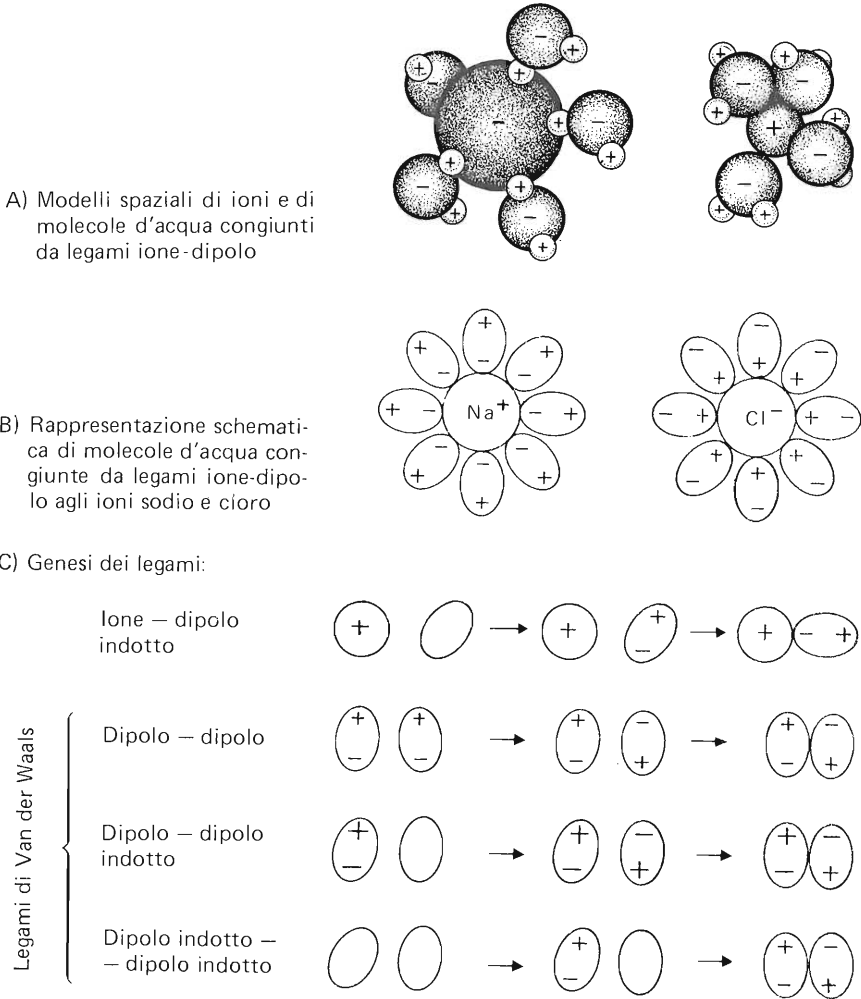 A) Modelli spaziali di ioni e di
molecole d'acqua congiunti
da legami ione-dipolo
- + + - + - + - + - + + - +
+ - + - + + - + - +
B) Rappresentazione schemati-
ca di molecole d'acqua con-
giunte da legami ione-dipo-
lo agli ioni sodio e cloro
+ - + - + - + - Na+ - + + - - + - +
- + - + - + - + Cl− + - + - + - + -
C) Genesi dei legami:
Ione — dipolo
indotto
+ → + + - → + - +
Legami di Van der Waals
Dipolo — dipolo
+ - + - → + - - + → + - - +
Dipolo — dipolo
indotto
+ - → + - - + → + - - +
Dipolo indotto —
— dipolo indotto
→ + - → + - - +